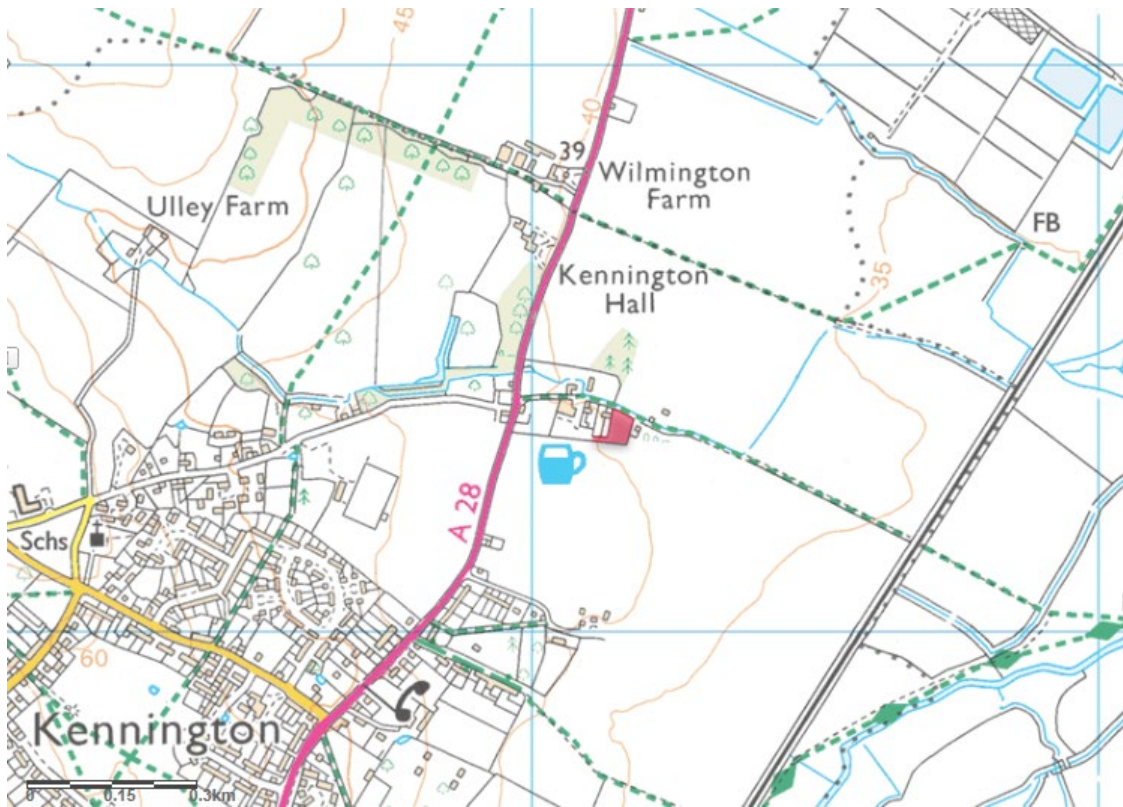 45
40
39
Wilmington
Farm
Ulley Farm
FB
35
Kennington
Hall
A 28
Schs
60
Kennington
0 0.15 0.3km